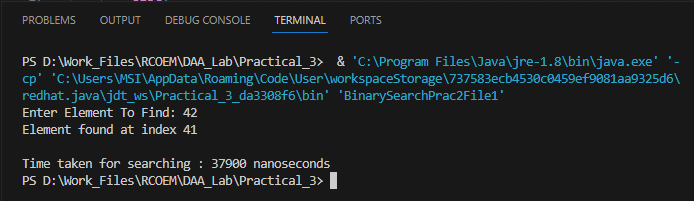 PROBLEMS OUTPUT DEBUG CONSOLE TERMINAL PORTS
PS D:\Work_Files\RCOEM\DAA_Lab\Practical_3>  & 'C:\Program Files\Java\jre-1.8\bin\java.exe' '-
cp' 'C:\Users\MSI\AppData\Roaming\Code\User\workspaceStorage\737583ecb4530c0459ef9081aa9325d6\
redhat.java\jdt_ws\Practical_3_da3308f6\bin' 'BinarySearchPrac2File1'
Enter Element To Find: 42
Element found at index 41
Time taken for searching : 37900 nanoseconds
PS D:\Work_Files\RCOEM\DAA_Lab\Practical_3>